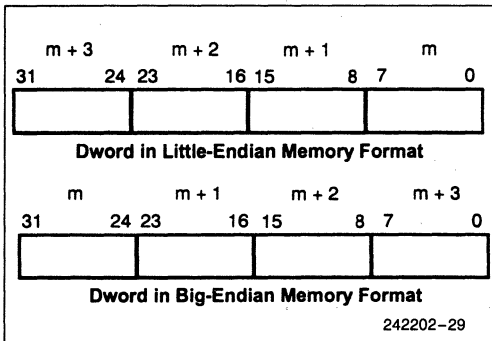 m + 3 m + 2 m + 1 m
31 24 23 16 15 8 7 0
Dword in Little-Endian Memory Format
m m + 1 m + 2 m + 3
31 24 23 16 15 8 7 0
Dword in Big-Endian Memory Format
242202-29